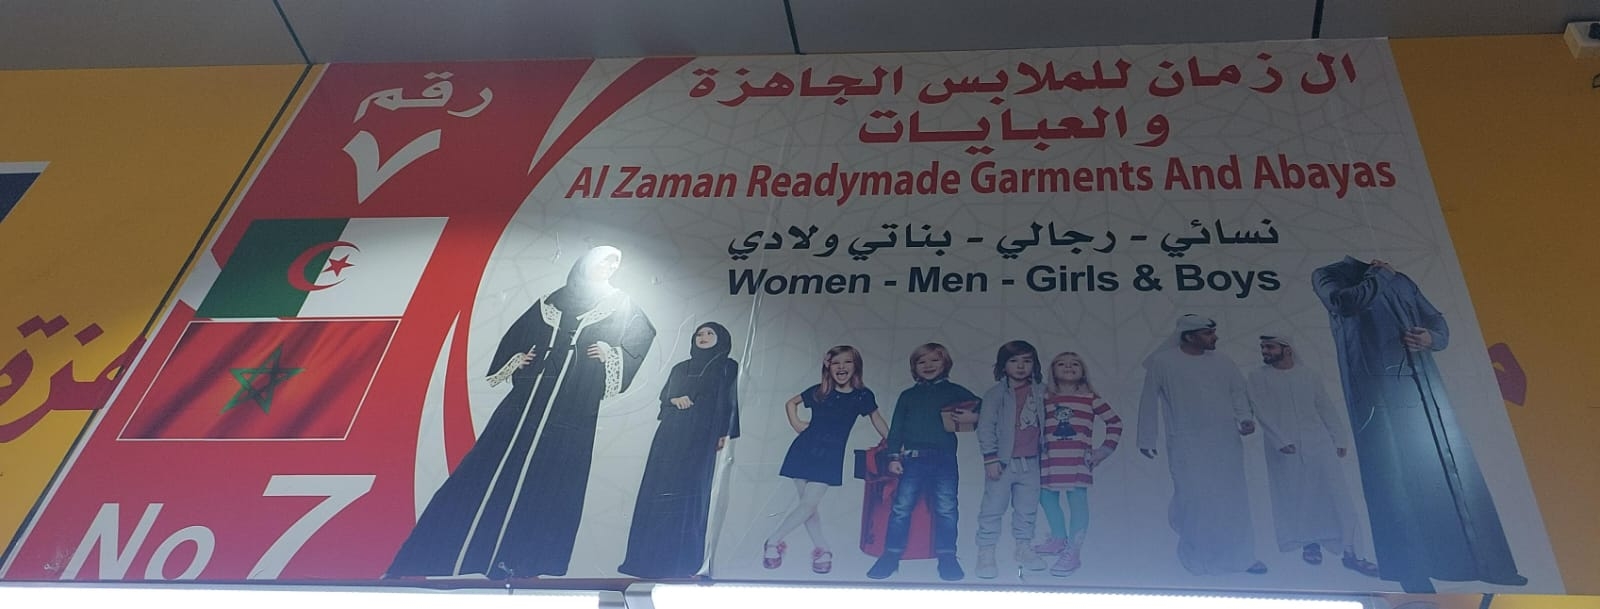 رقم
٧
ال زمان للملابس الجاهزة
والعبايات
Al Zaman Readymade Garments And Abayas
نسائي - رجالي - بناتي ولادي
Women - Men - Girls & Boys
No 7